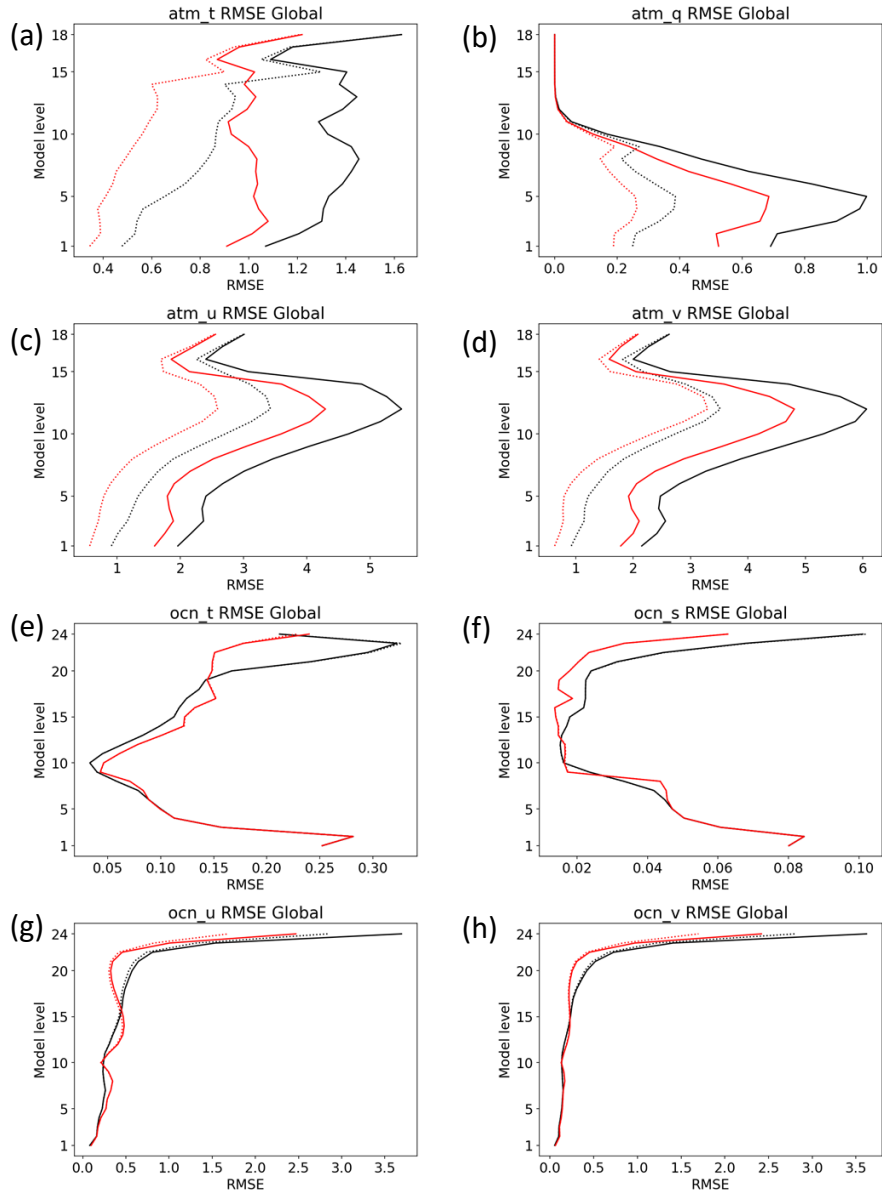 (a)
atm_t RMSE Global
Model level
18
15
10
5
1
0.4 0.6 0.8 1.0 1.2 1.4 1.6
RMSE
(b)
atm_q RMSE Global
Model level
18
15
10
5
1
0.0 0.2 0.4 0.6 0.8 1.0
RMSE
(c)
atm_u RMSE Global
Model level
18
15
10
5
1
1 2 3 4 5
RMSE
(d)
atm_v RMSE Global
Model level
18
15
10
5
1
1 2 3 4 5 6
RMSE
(e)
ocn_t RMSE Global
Model level
24
20
15
10
5
1
0.05 0.10 0.15 0.20 0.25 0.30
RMSE
(f)
ocn_s RMSE Global
Model level
24
20
15
10
5
1
0.02 0.04 0.06 0.08 0.10
RMSE
(g)
ocn_u RMSE Global
Model level
24
20
15
10
5
1
0.0 0.5 1.0 1.5 2.0 2.5 3.0 3.5
RMSE
(h)
ocn_v RMSE Global
Model level
24
20
15
10
5
1
0.0 0.5 1.0 1.5 2.0 2.5 3.0 3.5
RMSE